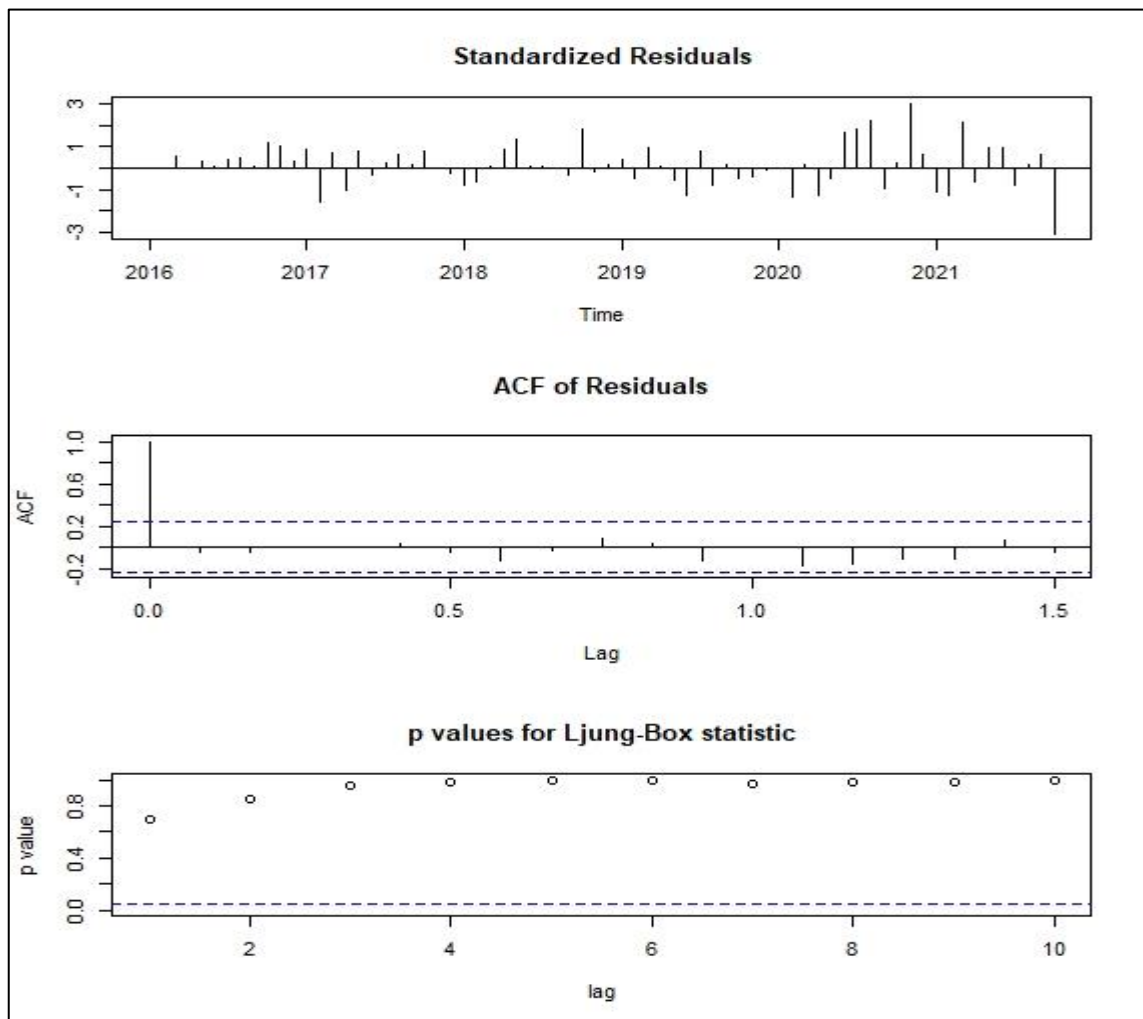 Standardized Residuals
3
1
-1
-3
2016 2017 2018 2019 2020 2021
Time
ACF of Residuals
ACF
1.0
0.6
0.2
-0.2
0.0 0.5 1.0 1.5
Lag
p values for Ljung-Box statistic
p value
0.8
0.4
0.0
2 4 6 8 10
lag